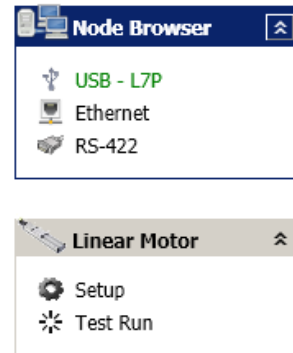 Node Browser
USB - L7P
Ethernet
RS-422
Linear Motor
Setup
Test Run